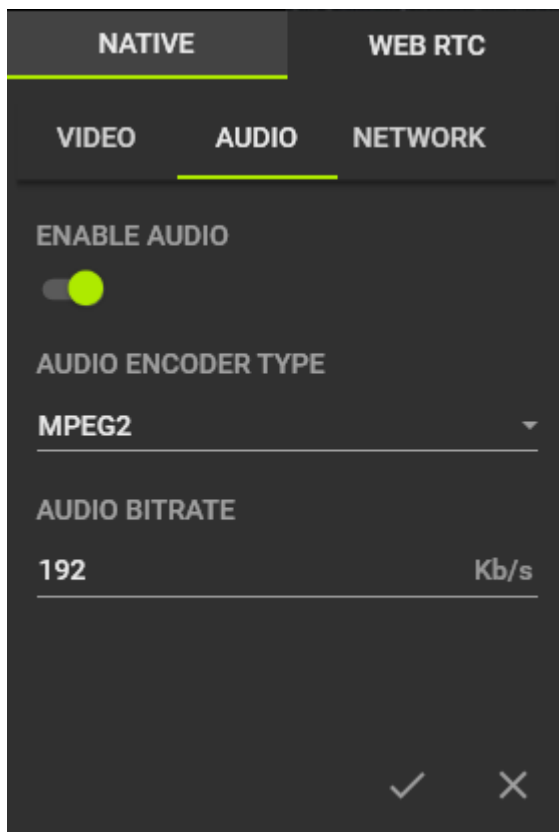 NATIVE WEB RTC
VIDEO AUDIO NETWORK
ENABLE AUDIO
AUDIO ENCODER TYPE
MPEG2
AUDIO BITRATE
192 Kb/s